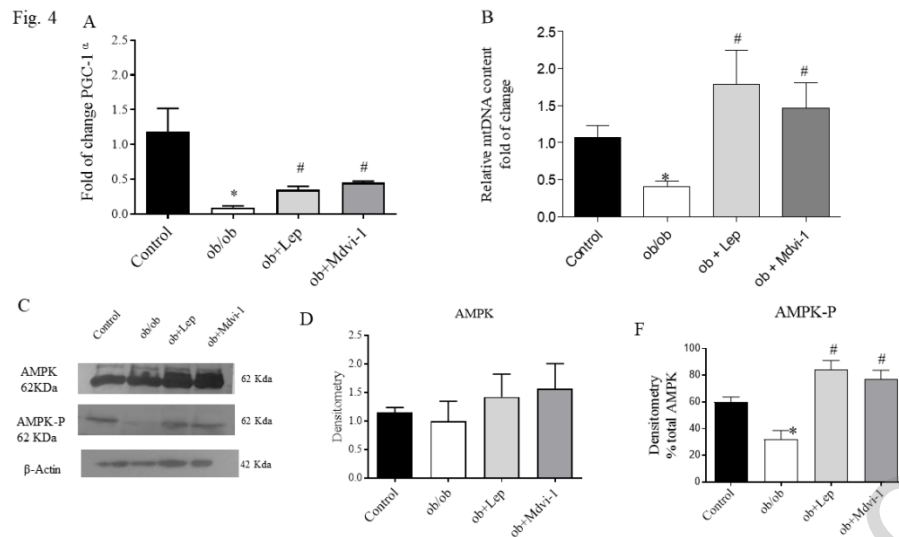 Fig. 4
A
Fold of change PGC-1 α
2.5
2.0
1.5
1.0
0.5
0.0
*
#
#
Control
ob/ob
ob+Lep
ob+Mdvi-1
B
Relative mtDNA content
fold of change
2.5
2.0
1.5
1.0
0.5
0.0
*
#
#
Control
ob/ob
ob + Lep
ob + Mdvi-1
C
Control
ob/ob
ob+Lep
ob+Mdvi-1
AMPK
62KDa
62 Kda
AMPK-P
62 KDa
62 Kda
β-Actin
42 Kda
D
AMPK
Densitometry
2.5
2.0
1.5
1.0
0.5
0.0
Control
ob/ob
ob+Lep
ob+Mdvi-1
F
AMPK-P
Densitometry
% total AMPK
100
80
60
40
20
0
*
#
#
Control
ob/ob
ob+Lep
ob+Mdvi-1